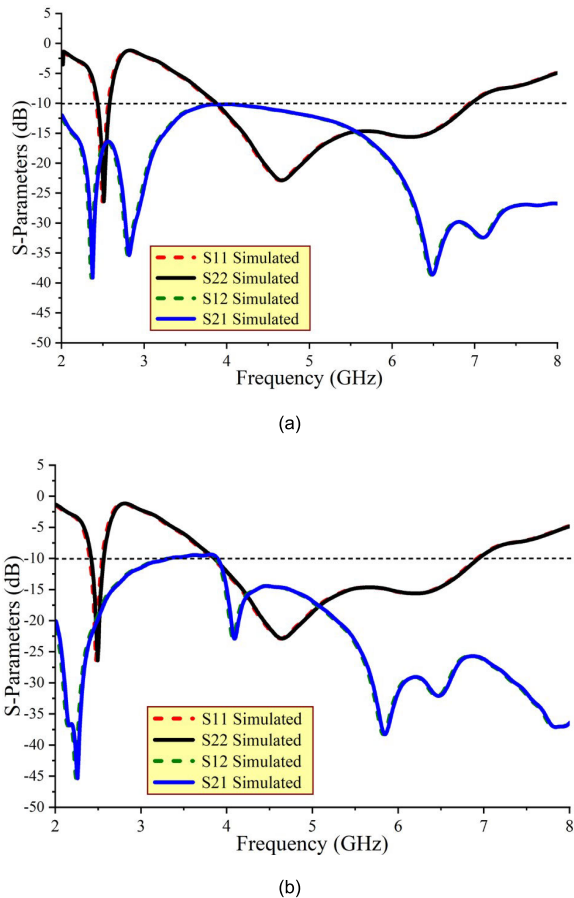 5
0
-5
-10
-15
-20
-25
-30
-35
-40
-45
-50
S-Parameters (dB)
S11 Simulated
S22 Simulated
S12 Simulated
S21 Simulated
2 3 4 5 6 7 8
Frequency (GHz)
(a)
5
0
-5
-10
-15
-20
-25
-30
-35
-40
-45
-50
S-Parameters (dB)
S11 Simulated
S22 Simulated
S12 Simulated
S21 Simulated
2 3 4 5 6 7 8
Frequency (GHz)
(b)